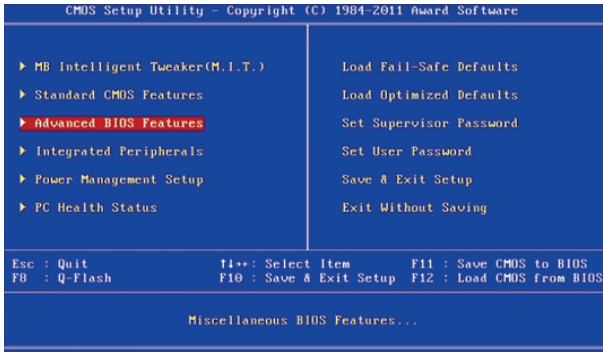 CMOS Setup Utility - Copyright (C) 1984-2011 Award Software
▶ MB Intelligent Tweaker(M.I.T.)
▶ Standard CMOS Features
▶ Advanced BIOS Features
▶ Integrated Peripherals
▶ Power Management Setup
▶ PC Health Status
Load Fail-Safe Defaults
Load Optimized Defaults
Set Supervisor Password
Set User Password
Save & Exit Setup
Exit Without Saving
Esc : Quit ↑↓→←: Select Item F11 : Save CMOS to BIOS
F8 : Q-Flash F10 : Save & Exit Setup F12 : Load CMOS from BIOS
Miscellaneous BIOS Features...